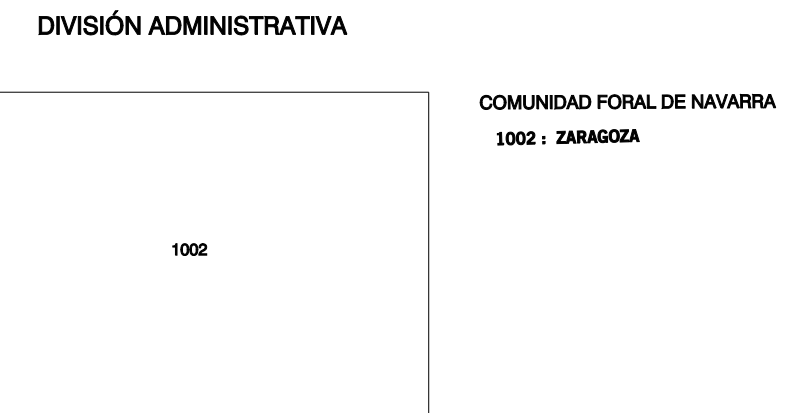 DIVISIÓN ADMINISTRATIVA
COMUNIDAD FORAL DE NAVARRA
1002 : ZARAGOZA
1002